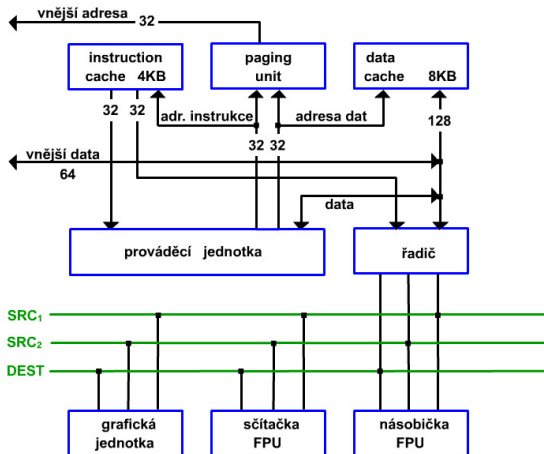 vnější adresa 32
instruction
cache 4KB
paging
unit
data
cache 8KB
32 32
adr. instrukce
adresa dat
128
32 32
vnější data
64
data
prováděcí jednotka
řadič
SRC1
SRC2
DEST
grafická
jednotka
sčítačka
FPU
násobička
FPU